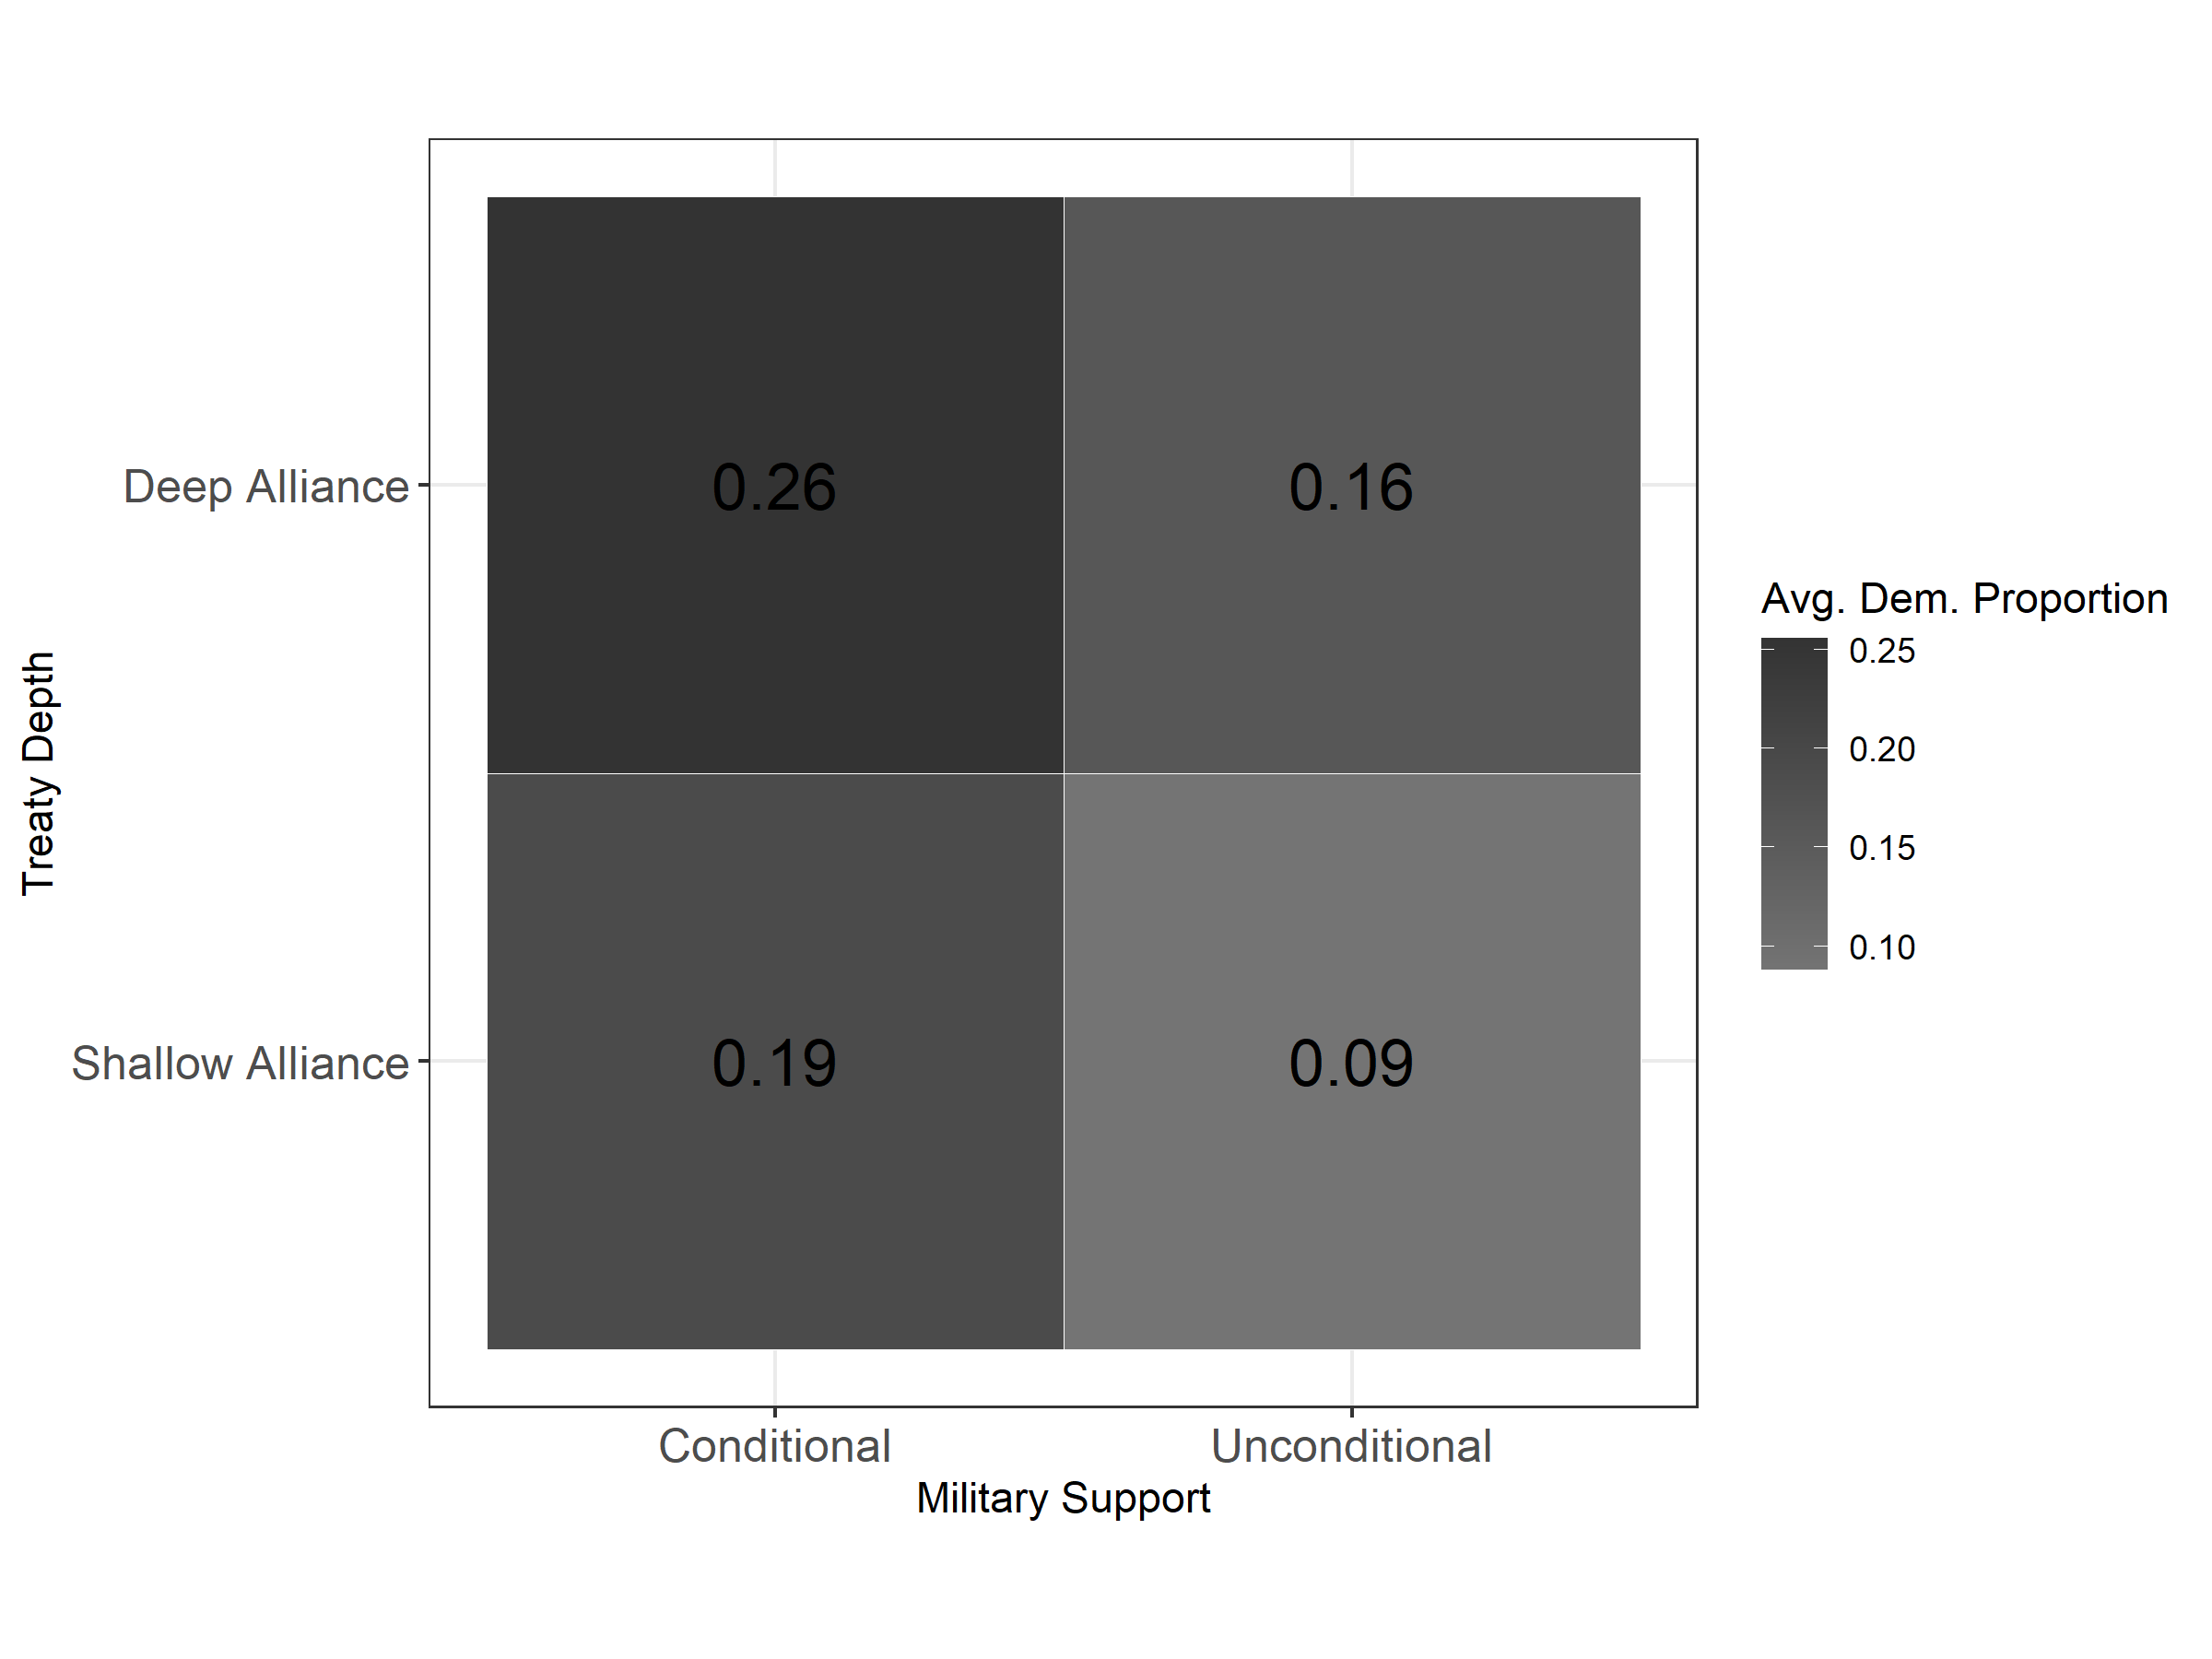 Treaty Depth
Deep Alliance
Shallow Alliance
0.26
0.16
0.19
0.09
Conditional
Unconditional
Military Support
Avg. Dem. Proportion
0.25
0.20
0.15
0.10